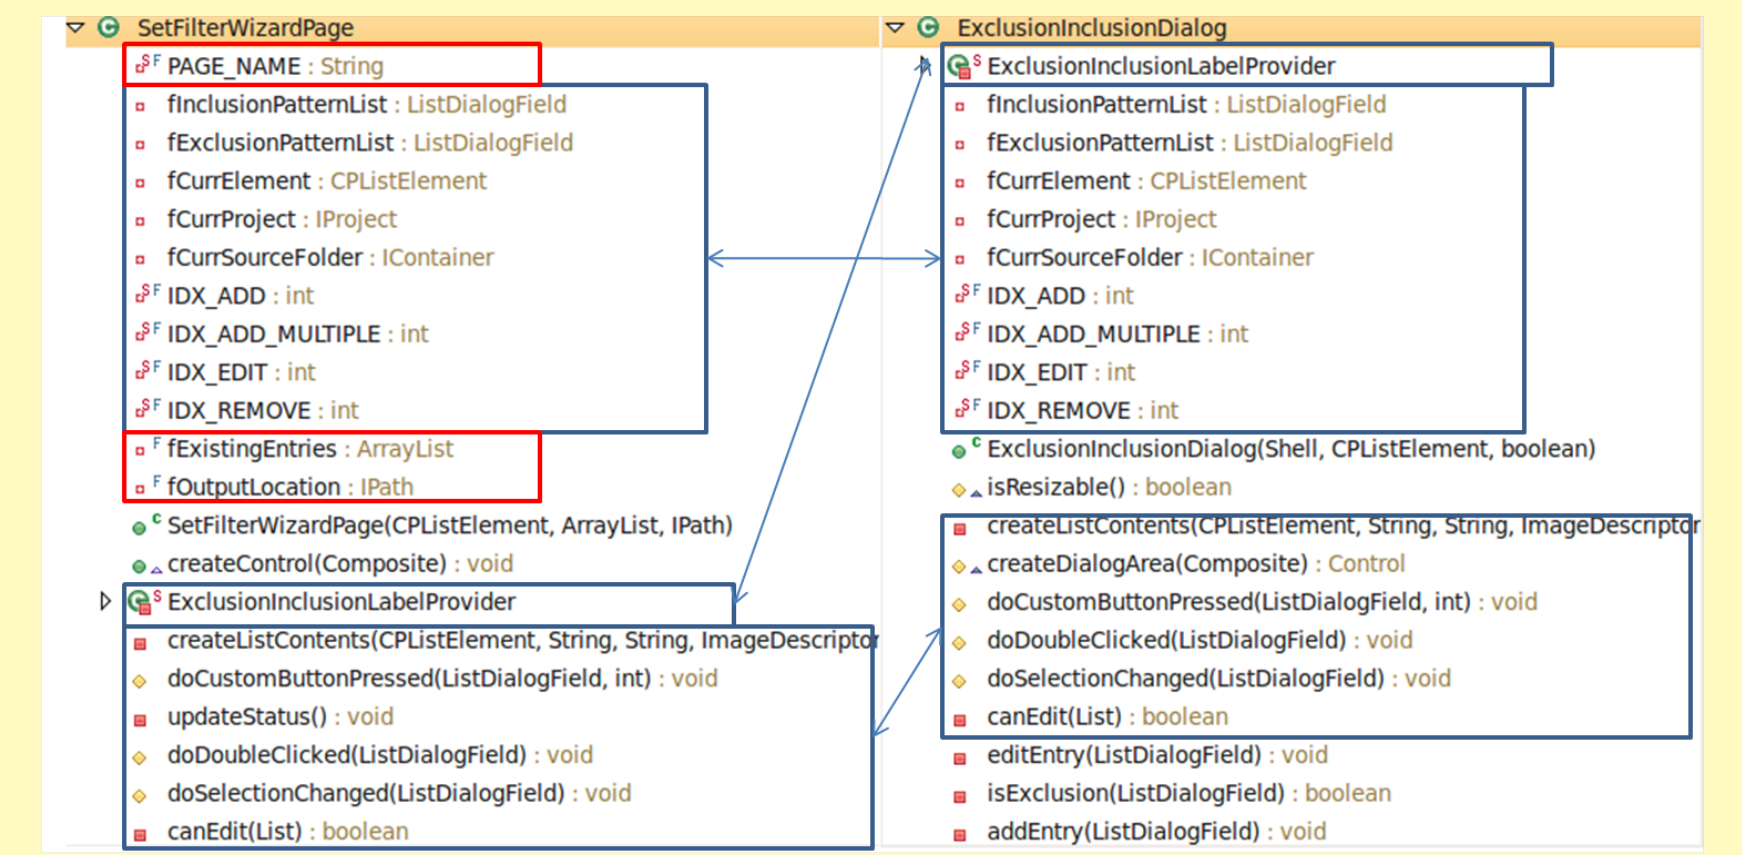 SetFilterWizardPage
PAGE_NAME : String
fInclusionPatternList : ListDialogField
fExclusionPatternList : ListDialogField
fCurrElement : CPListElement
fCurrProject : IProject
fCurrSourceFolder : IContainer
IDX_ADD : int
IDX_ADD_MULTIPLE : int
IDX_EDIT : int
IDX_REMOVE : int
fExistingEntries : ArrayList
fOutputLocation : IPath
SetFilterWizardPage(CPListElement, ArrayList, IPath)
createControl(Composite) : void
ExclusionInclusionLabelProvider
createListContents(CPListElement, String, String, ImageDescriptor
doCustomButtonPressed(ListDialogField, int) : void
updateStatus() : void
doDoubleClicked(ListDialogField) : void
doSelectionChanged(ListDialogField) : void
canEdit(List) : boolean
ExclusionInclusionDialog
ExclusionInclusionLabelProvider
fInclusionPatternList : ListDialogField
fExclusionPatternList : ListDialogField
fCurrElement : CPListElement
fCurrProject : IProject
fCurrSourceFolder : IContainer
IDX_ADD : int
IDX_ADD_MULTIPLE : int
IDX_EDIT : int
IDX_REMOVE : int
ExclusionInclusionDialog(Shell, CPListElement, boolean)
isResizable() : boolean
createListContents(CPListElement, String, String, ImageDescriptor
createDialogArea(Composite) : Control
doCustomButtonPressed(ListDialogField, int) : void
doDoubleClicked(ListDialogField) : void
doSelectionChanged(ListDialogField) : void
canEdit(List) : boolean
editEntry(ListDialogField) : void
isExclusion(ListDialogField) : boolean
addEntry(ListDialogField) : void